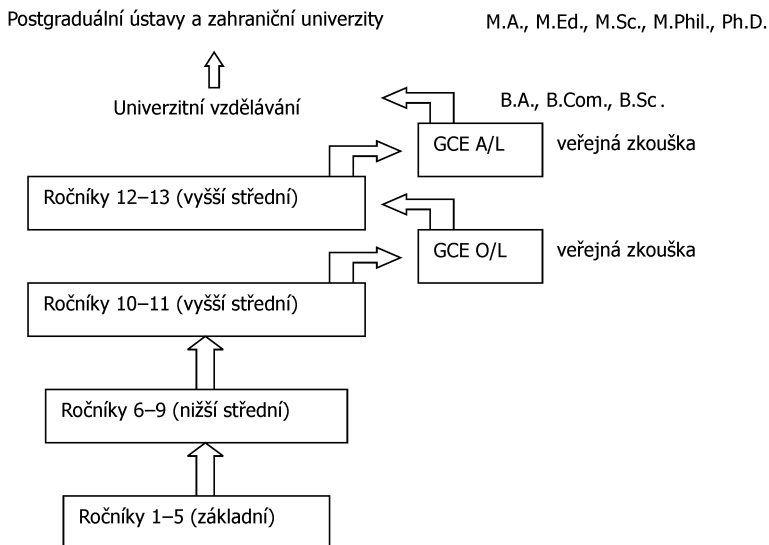 Postgraduální ústavy a zahraniční univerzity M.A., M.Ed., M.Sc., M.Phil., Ph.D.
Univerzitní vzdělávání B.A., B.Com., B.Sc.
GCE A/L veřejná zkouška
Ročníky 12–13 (vyšší střední)
GCE O/L veřejná zkouška
Ročníky 10–11 (vyšší střední)
Ročníky 6–9 (nižší střední)
Ročníky 1–5 (základní)